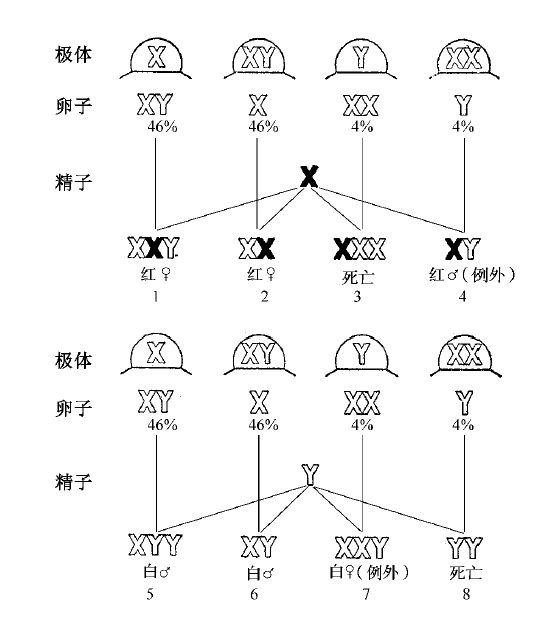 极体 X XY Y XX
卵子 XY X XX Y
46% 46% 4% 4%
精子 X
XXY XX XXX XY
红♀ 红♀ 死亡 红♂(例外)
1 2 3 4
极体 X XY Y XX
卵子 XY X XX Y
46% 46% 4% 4%
精子 Y
XYY XY XXY YY
白♂ 白♂ 白♀(例外) 死亡
5 6 7 8